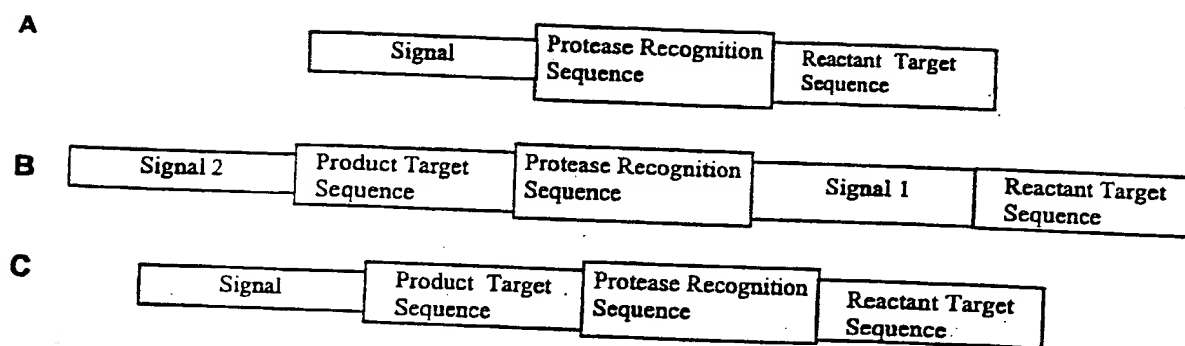 A
Signal
Protease Recognition
Sequence
Reactant Target
Sequence
B
Signal 2
Product Target
Sequence
Protease Recognition
Sequence
Signal 1
Reactant Target
Sequence
C
Signal
Product Target
Sequence
Protease Recognition
Sequence
Reactant Target
Sequence